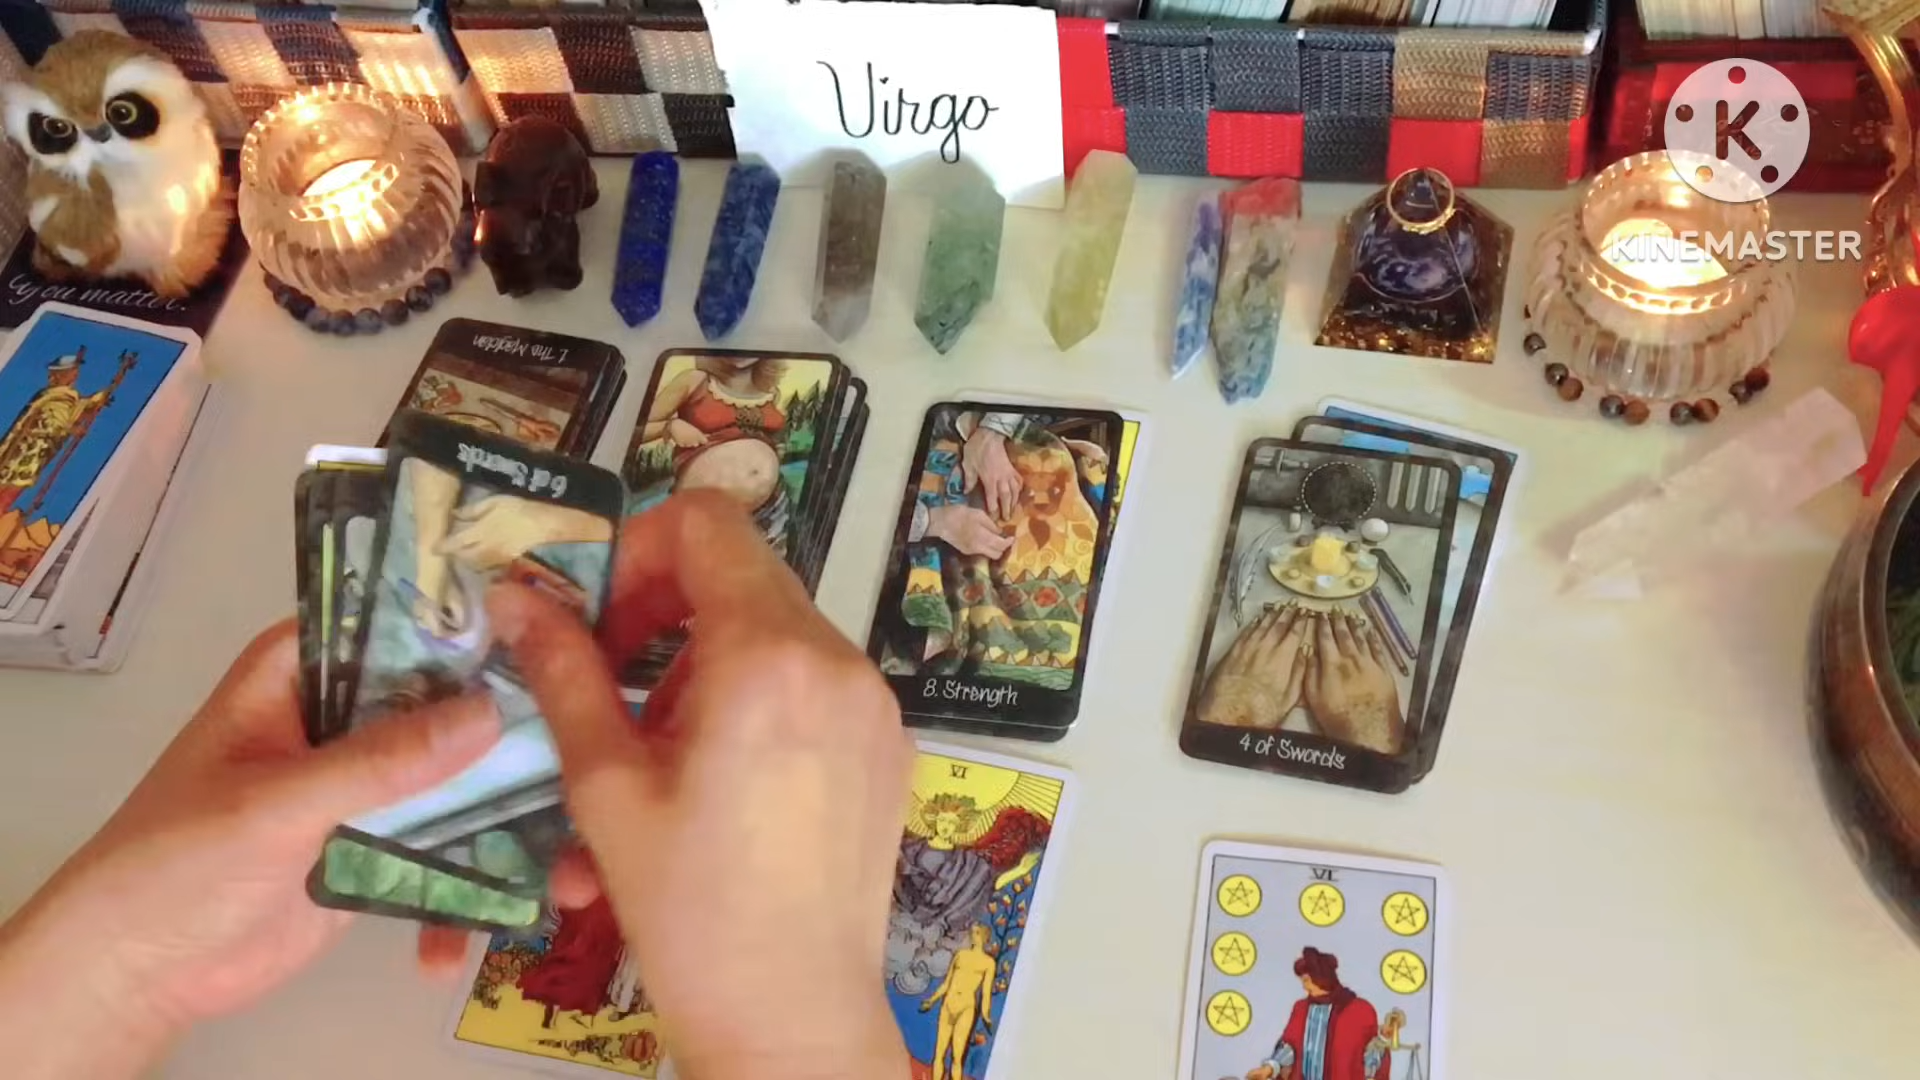 Virgo
K
KINEMASTER
you matter.
1. The Magician
6 of Swords
8. Strength
4 of Swords
VI
VI